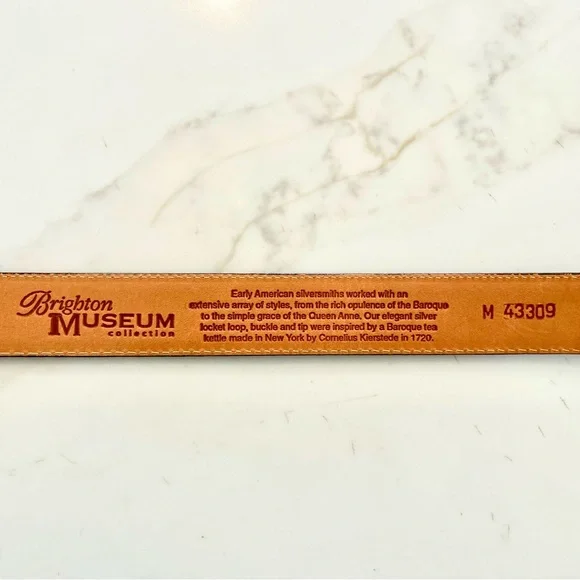 Brighton
MUSEUM
collection
Early American silversmiths worked with an
extensive array of styles, from the rich opulence of the Baroque
to the simple grace of the Queen Anne. Our elegant silver
locket loop, buckle and tip were inspired by a Baroque tea
kettle made in New York by Cornelius Kierstede in 1720.
M 43309